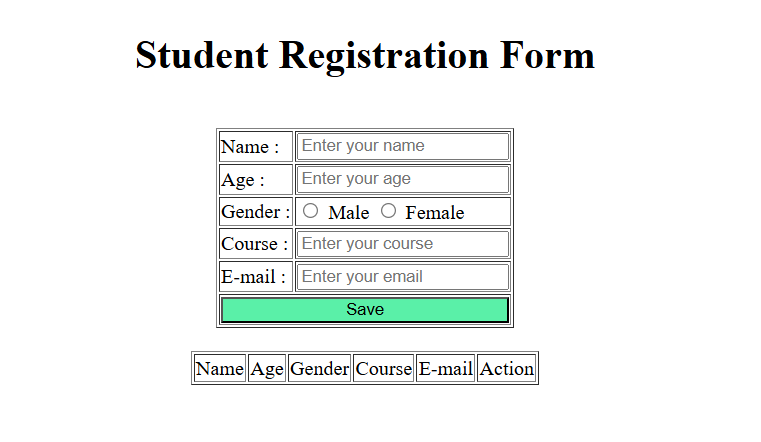 Student Registration Form
Name : Enter your name
Age : Enter your age
Gender : Male Female
Course : Enter your course
E-mail : Enter your email
Save
Name Age Gender Course E-mail Action